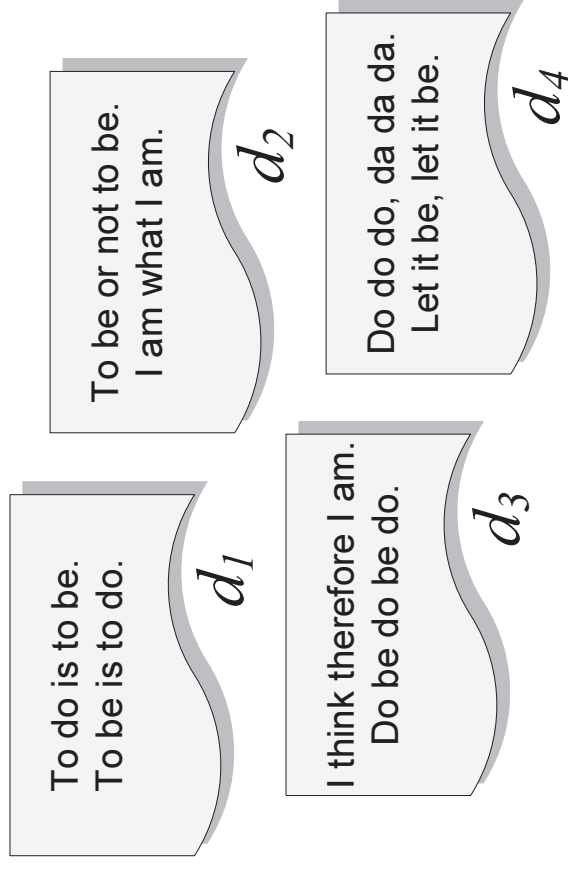 To do is to be.
To be is to do.
d1
To be or not to be.
I am what I am.
d2
I think therefore I am.
Do be do be do.
d3
Do do do, da da da.
Let it be, let it be.
d4